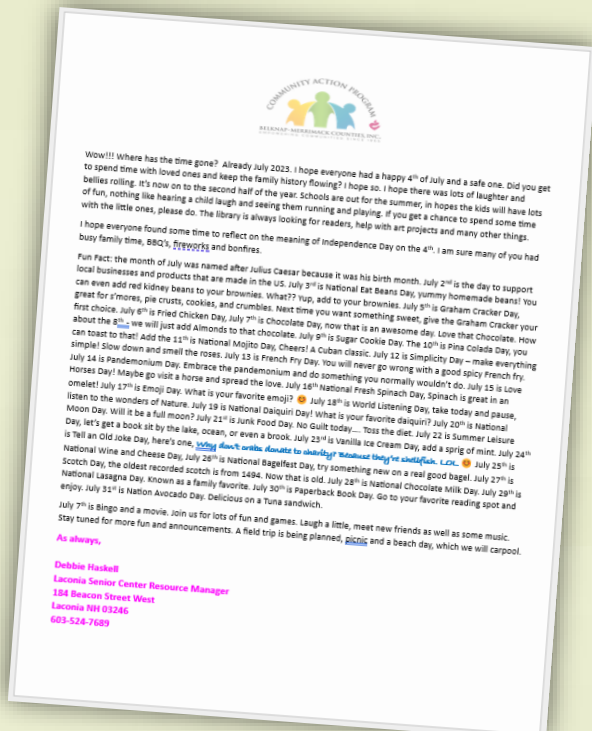 COMMUNITY ACTION PROGRAM
BELKNAP-MERRIMACK COUNTIES, INC.
Wow!!! Where has the time gone?  Already July 2023. I hope everyone had a happy 4th of July and a safe one. Did you get
to spend time with loved ones and keep the family history flowing? I hope so. I hope there was lots of laughter and
bellies rolling. It's now on to the second half of the year. Schools are out for the summer, in hopes the kids will have lots
of fun, nothing like hearing a child laugh and seeing them running and playing. If you get a chance to spend some time
with the little ones, please do. The library is always looking for readers, help with art projects and many other things.
I hope everyone found some time to reflect on the meaning of Independence Day on the 4th. I am sure many of you had
busy family time, BBQ's, fireworks and bonfires.
Fun Fact: the month of July was named after Julius Caesar because it was his birth month. July 2nd is the day to support
local businesses and products that are made in the US. July 3rd is National Eat Beans Day, yummy homemade beans! You
can even add red kidney beans to your brownies. What?? Yup, add to your brownies. July 5th is Graham Cracker Day,
great for s'mores, pie crusts, cookies, and crumbles. Next time you want something sweet, give the Graham Cracker your
first choice. July 6th is Fried Chicken Day, July 7th is Chocolate Day, now that is an awesome day. Love that Chocolate. How
about the 8th – we will just add Almonds to that chocolate. July 9th is Sugar Cookie Day. The 10th is Pina Colada Day, you
can toast to that! Add the 11th is National Mojito Day, Cheers! A Cuban classic. July 12 is Simplicity Day – make everything
simple! Slow down and smell the roses. July 13 is French Fry Day. You will never go wrong with a good spicy French fry.
July 14 is Pandemonium Day. Embrace the pandemonium and do something you normally wouldn't do. July 15 is Love
Horses Day! Maybe go visit a horse and spread the love. July 16th National Fresh Spinach Day, Spinach is great in an
omelet! July 17th is Emoji Day. What is your favorite emoji? 😊 July 18th is World Listening Day, take today and pause,
listen to the wonders of Nature. July 19 is National Daiquiri Day! What is your favorite daiquiri? July 20th is National
Moon Day. Will it be a full moon? July 21st is Junk Food Day. No Guilt today.... Toss the diet. July 22 is Summer Leisure
Day, let's get a book sit by the lake, ocean, or even a brook. July 23rd is Vanilla Ice Cream Day, add a sprig of mint. July 24th
is Tell an Old Joke Day, here's one, Why don't crabs donate to charity? Because they're shellfish. LOL 😊 July 25th is
National Wine and Cheese Day, July 26th is National Bagelfest Day, try something new on a real good bagel. July 27th is
Scotch Day, the oldest recorded scotch is from 1494. Now that is old. July 28th is National Chocolate Milk Day. July 29th is
National Lasagna Day. Known as a family favorite. July 30th is Paperback Book Day. Go to your favorite reading spot and
enjoy. July 31st is Nation Avocado Day. Delicious on a Tuna sandwich.
July 7th is Bingo and a movie. Join us for lots of fun and games. Laugh a little, meet new friends as well as some music.
Stay tuned for more fun and announcements. A field trip is being planned, picnic and a beach day, which we will carpool.
As always,
Debbie Haskell
Laconia Senior Center Resource Manager
184 Beacon Street West
Laconia NH 03246
603-524-7689